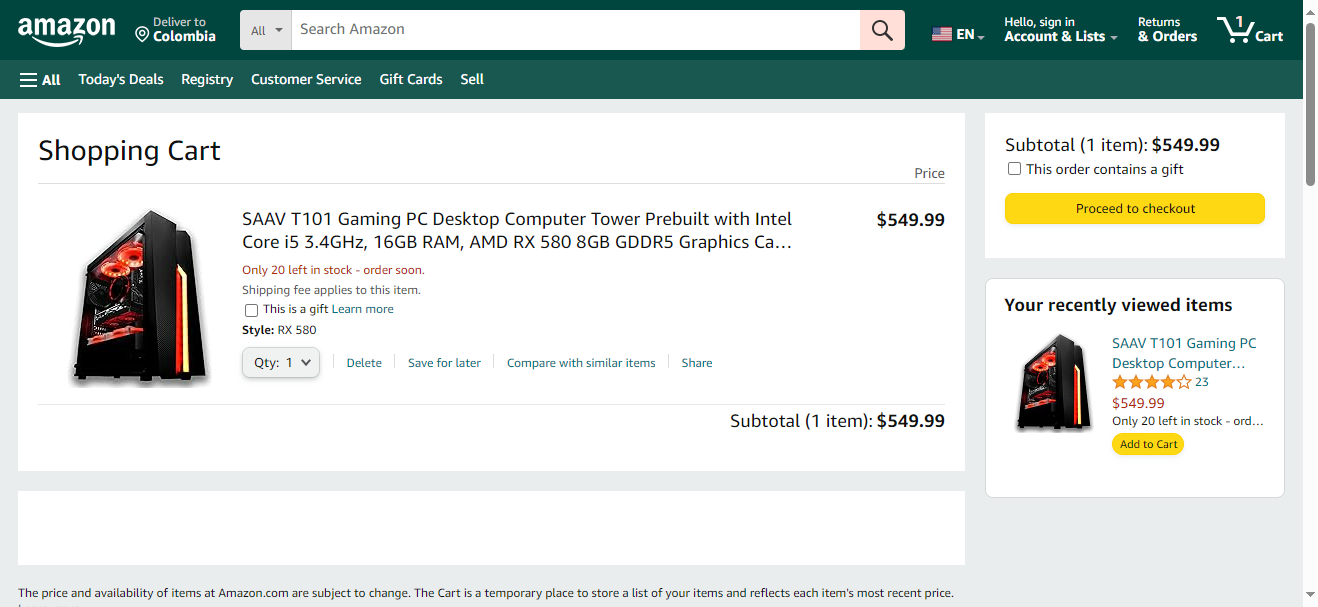 amazon
Deliver to
Colombia
All
Search Amazon
EN
Hello, sign in
Account & Lists
Returns
& Orders
1
Cart
All
Today's Deals
Registry
Customer Service
Gift Cards
Sell
Shopping Cart
Price
SAAV T101 Gaming PC Desktop Computer Tower Prebuilt with Intel
Core i5 3.4GHz, 16GB RAM, AMD RX 580 8GB GDDR5 Graphics Ca…
$549.99
Only 20 left in stock - order soon.
Shipping fee applies to this item.
This is a gift Learn more
Style: RX 580
Qty: 1
Delete
Save for later
Compare with similar items
Share
Subtotal (1 item): $549.99
Subtotal (1 item): $549.99
This order contains a gift
Proceed to checkout
Your recently viewed items
SAAV T101 Gaming PC
Desktop Computer…
23
$549.99
Only 20 left in stock - ord…
Add to Cart
The price and availability of items at Amazon.com are subject to change. The Cart is a temporary place to store a list of your items and reflects each item's most recent price.